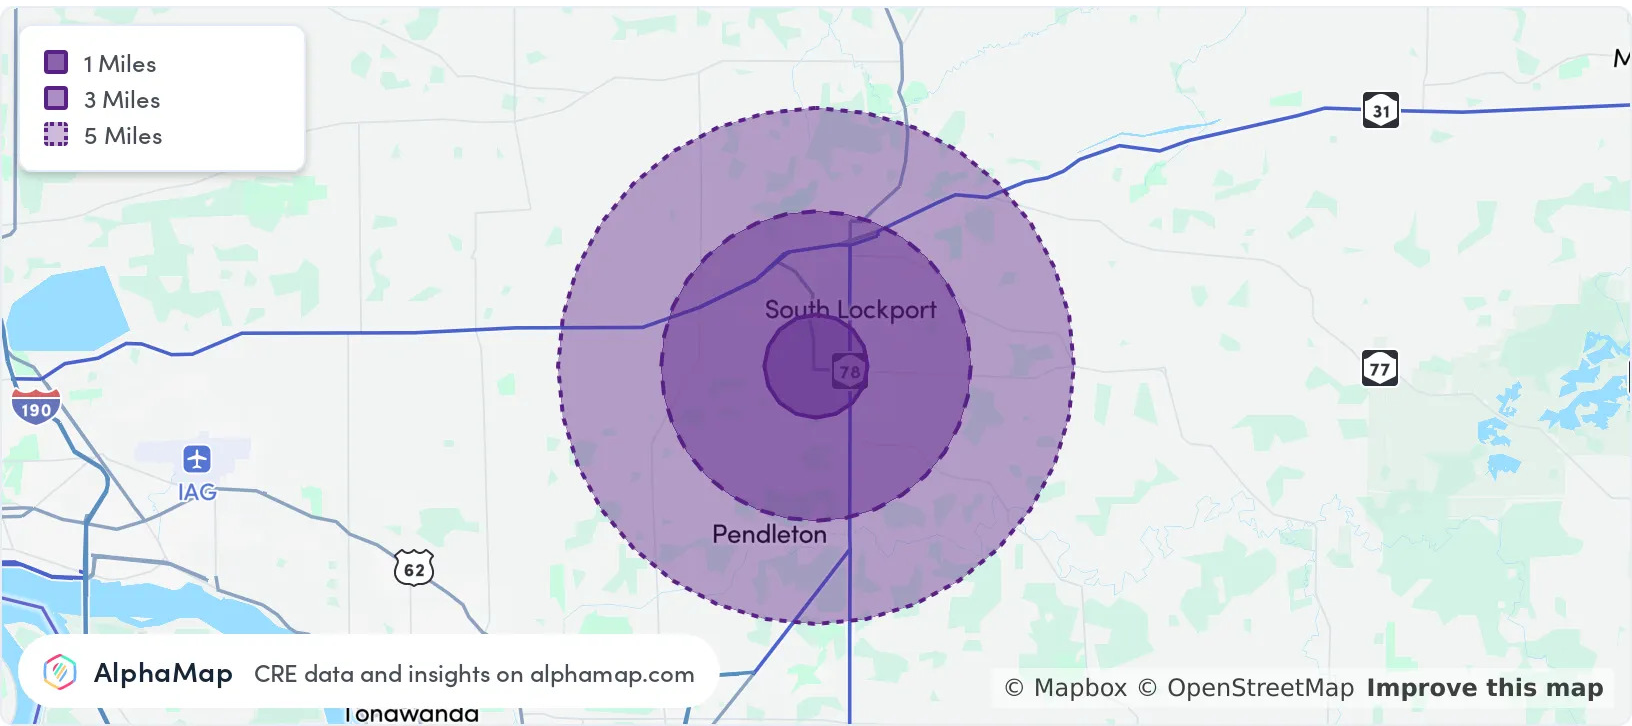 1 Miles
3 Miles
5 Miles
M
31
South Lockport
78
77
190
IAG
Pendleton
62
AlphaMap CRE data and insights on alphamap.com
© Mapbox © OpenStreetMap Improve this map
Tonawanda